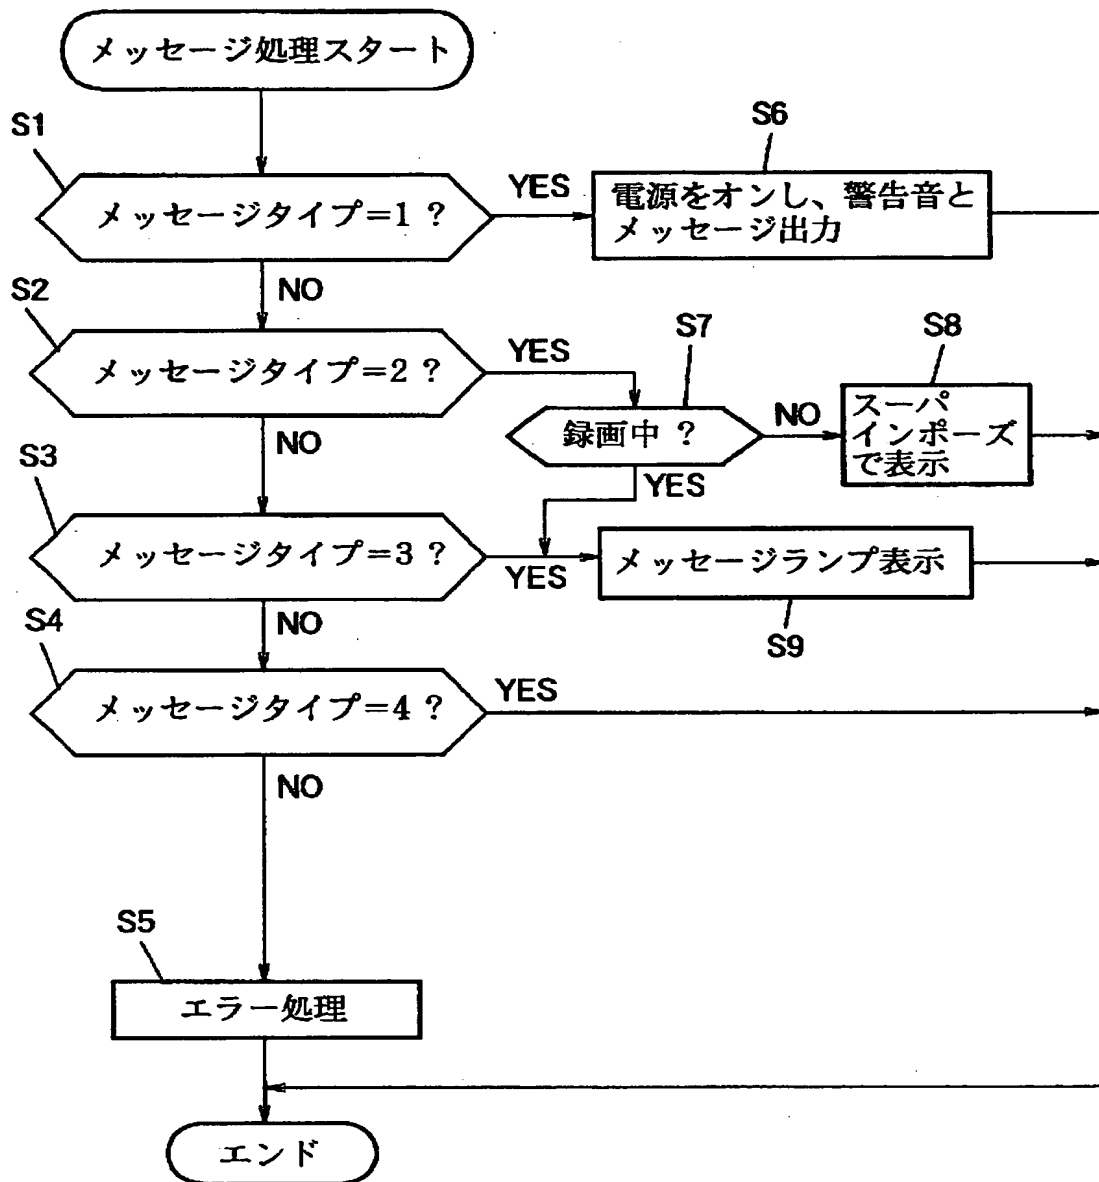 メッセージ処理スタート
S1
メッセージタイプ=1?
YES
S6
電源をオンし、警告音と
メッセージ出力
NO
S2
メッセージタイプ=2?
YES
S7
録画中?
NO
S8
スーパ
インポーズ
で表示
YES
NO
S3
メッセージタイプ=3?
YES
メッセージランプ表示
S9
NO
S4
メッセージタイプ=4?
YES
NO
S5
エラー処理
エンド